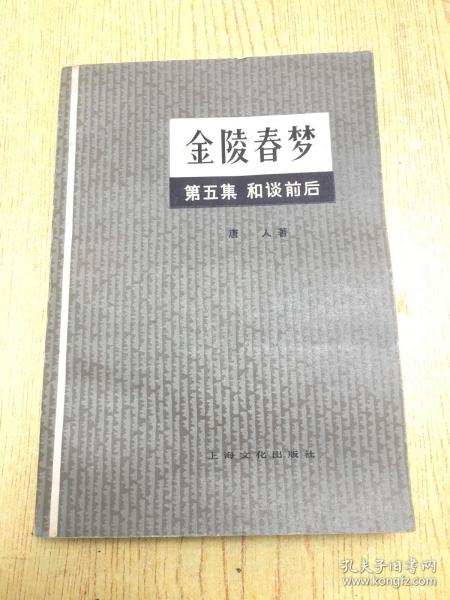 金陵春梦
第五集 和谈前后
唐 人著
上海文化出版社
孔夫子旧书网
www.kongfz.com